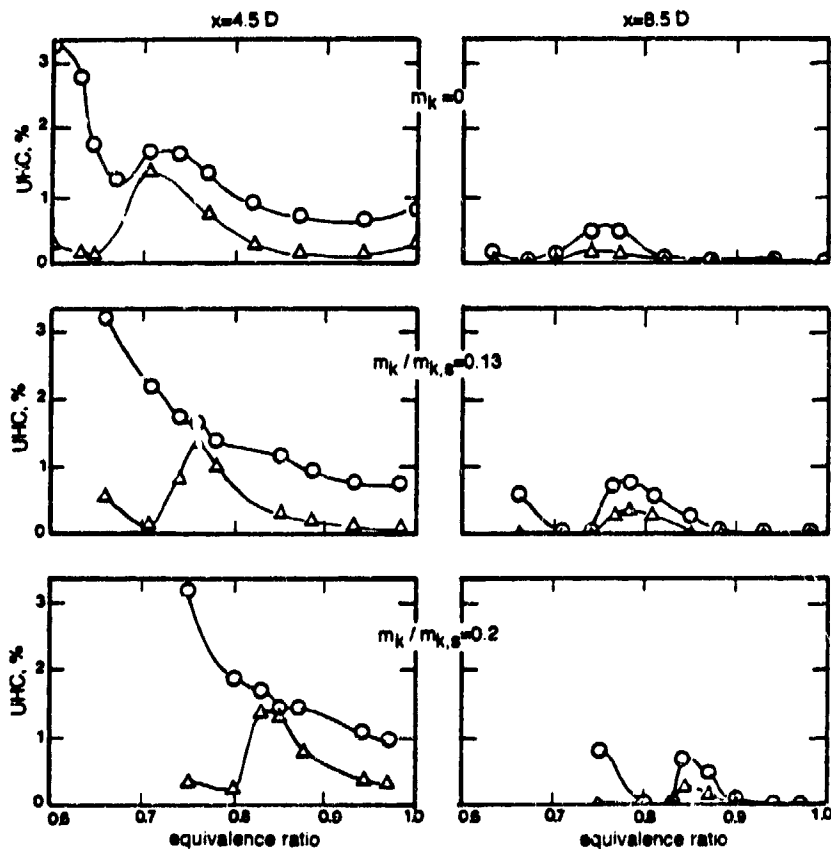 x=4.5 D
x=8.5 D
3
2
1
0
UHC, %
m_k=0
3
2
1
0
UHC, %
m_k / m_k,s=0.13
3
2
1
0
UHC, %
m_k / m_k,s=0.2
0.6 0.7 0.8 0.9 1.0
0.6 0.7 0.8 0.9 1.0
equivalence ratio
equivalence ratio